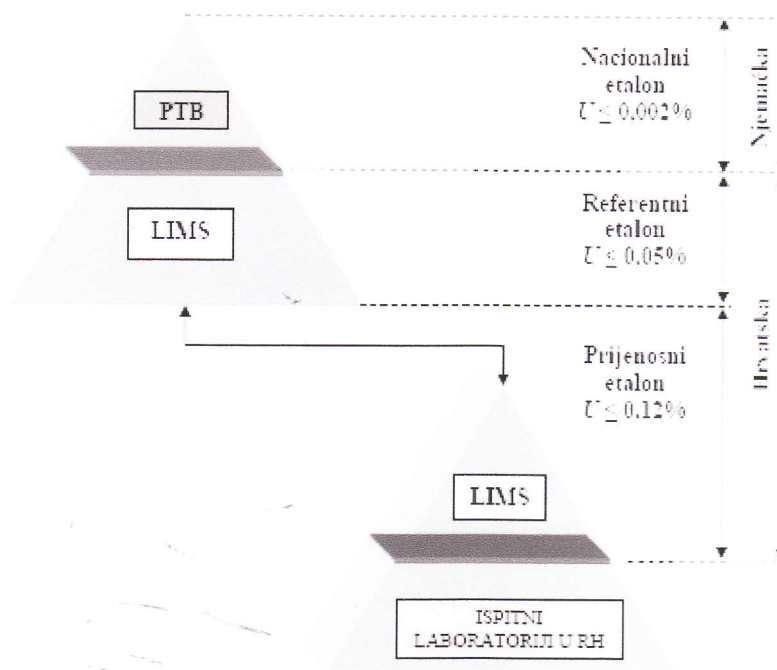 Nacionalni
etalon
U ≤ 0.002%
Njemačka
PTB
LIMS
Referentni
etalon
U ≤ 0.05%
Prijenosni
etalon
U ≤ 0.12%
Hrvatska
LIMS
ISPITNI
LABORATORIJI U RH